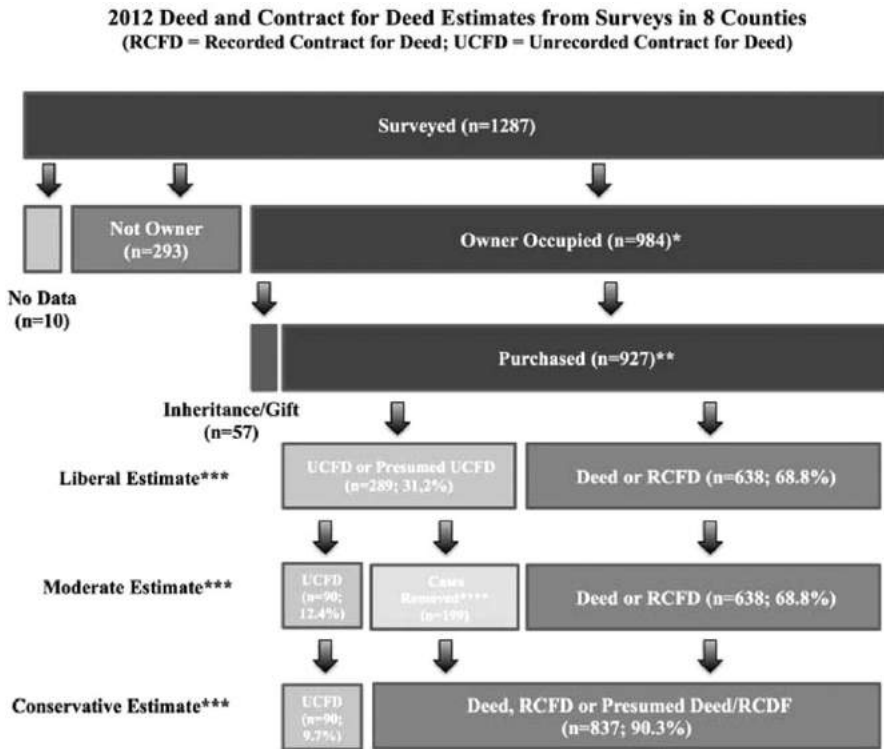 2012 Deed and Contract for Deed Estimates from Surveys in 8 Counties
(RCFD = Recorded Contract for Deed; UCFD = Unrecorded Contract for Deed)
Surveyed (n=1287)
Not Owner
(n=293)
Owner Occupied (n=984)*
No Data
(n=10)
Purchased (n=927)**
Inheritance/Gift
(n=57)
Liberal Estimate***
UCFD or Presumed UCFD
(n=289; 31.2%)
Deed or RCFD (n=638; 68.8%)
Moderate Estimate***
UCFD
(n=90;
12.4%)
Cases
Removed****
(n=199)
Deed or RCFD (n=638; 68.8%)
Conservative Estimate***
UCFD
(n=90;
9.7%)
Deed, RCFD or Presumed Deed/RCDF
(n=837; 90.3%)